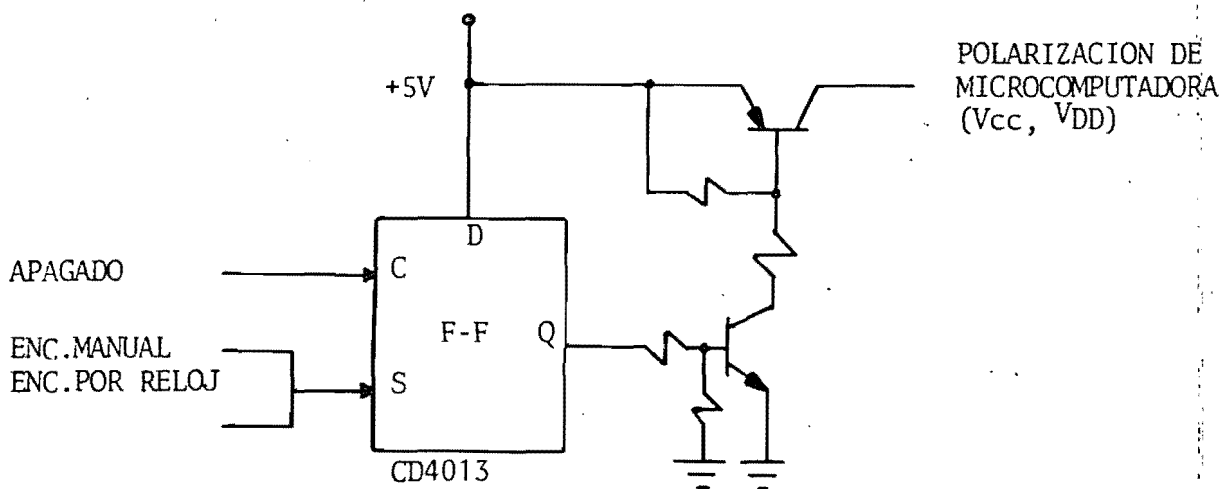 POLARIZACION DE
MICROCOMPUTADORA
(Vcc, VDD)
+5V
D
APAGADO
C
F-F
Q
ENC.MANUAL
ENC.POR RELOJ
S
CD4013